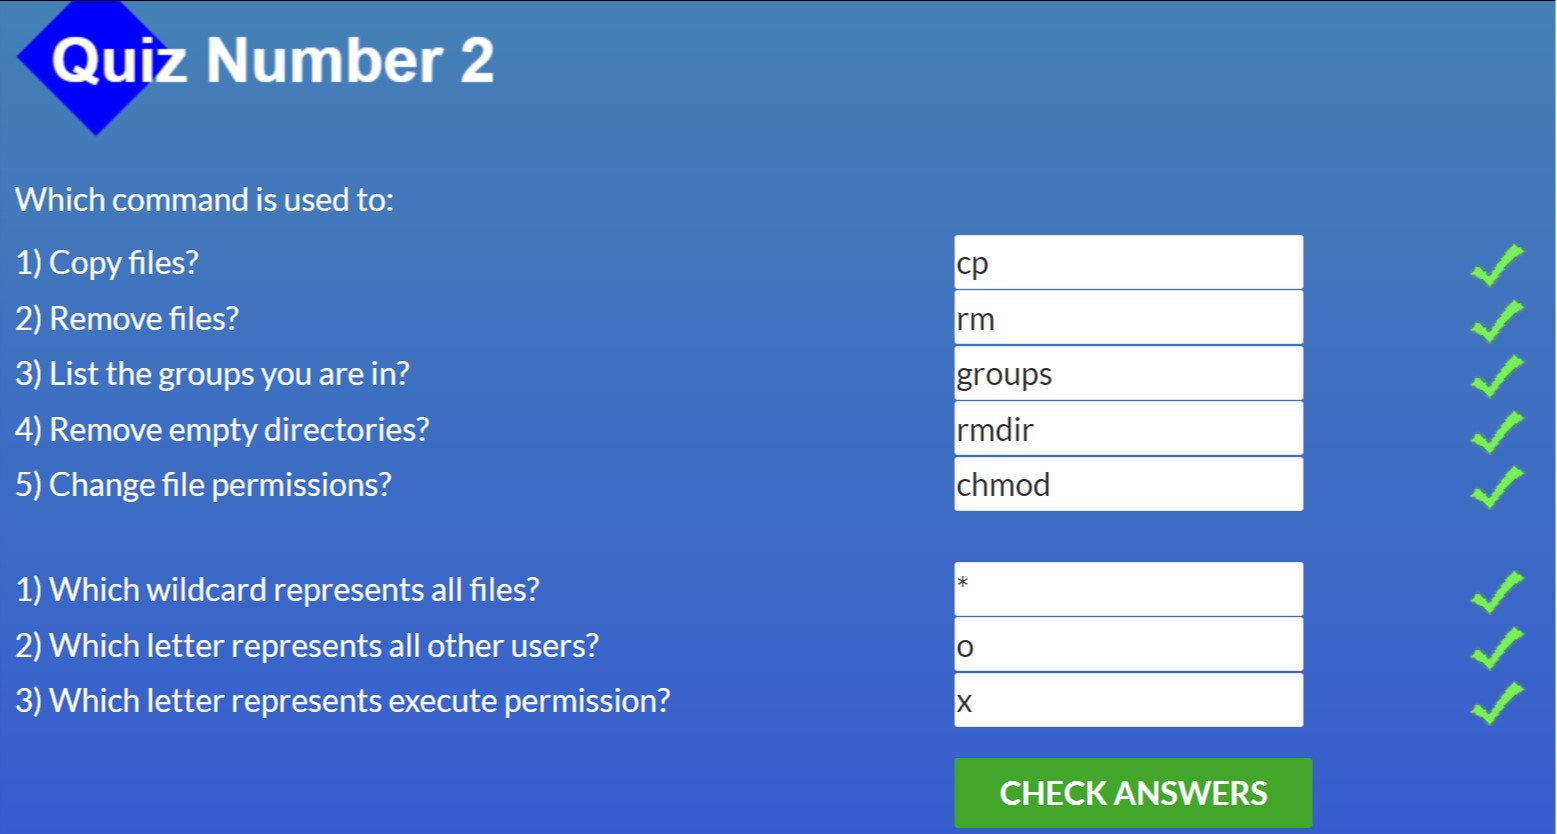 Quiz Number 2
Which command is used to:
1) Copy files? cp
2) Remove files? rm
3) List the groups you are in? groups
4) Remove empty directories? rmdir
5) Change file permissions? chmod
1) Which wildcard represents all files? *
2) Which letter represents all other users? o
3) Which letter represents execute permission? x
CHECK ANSWERS